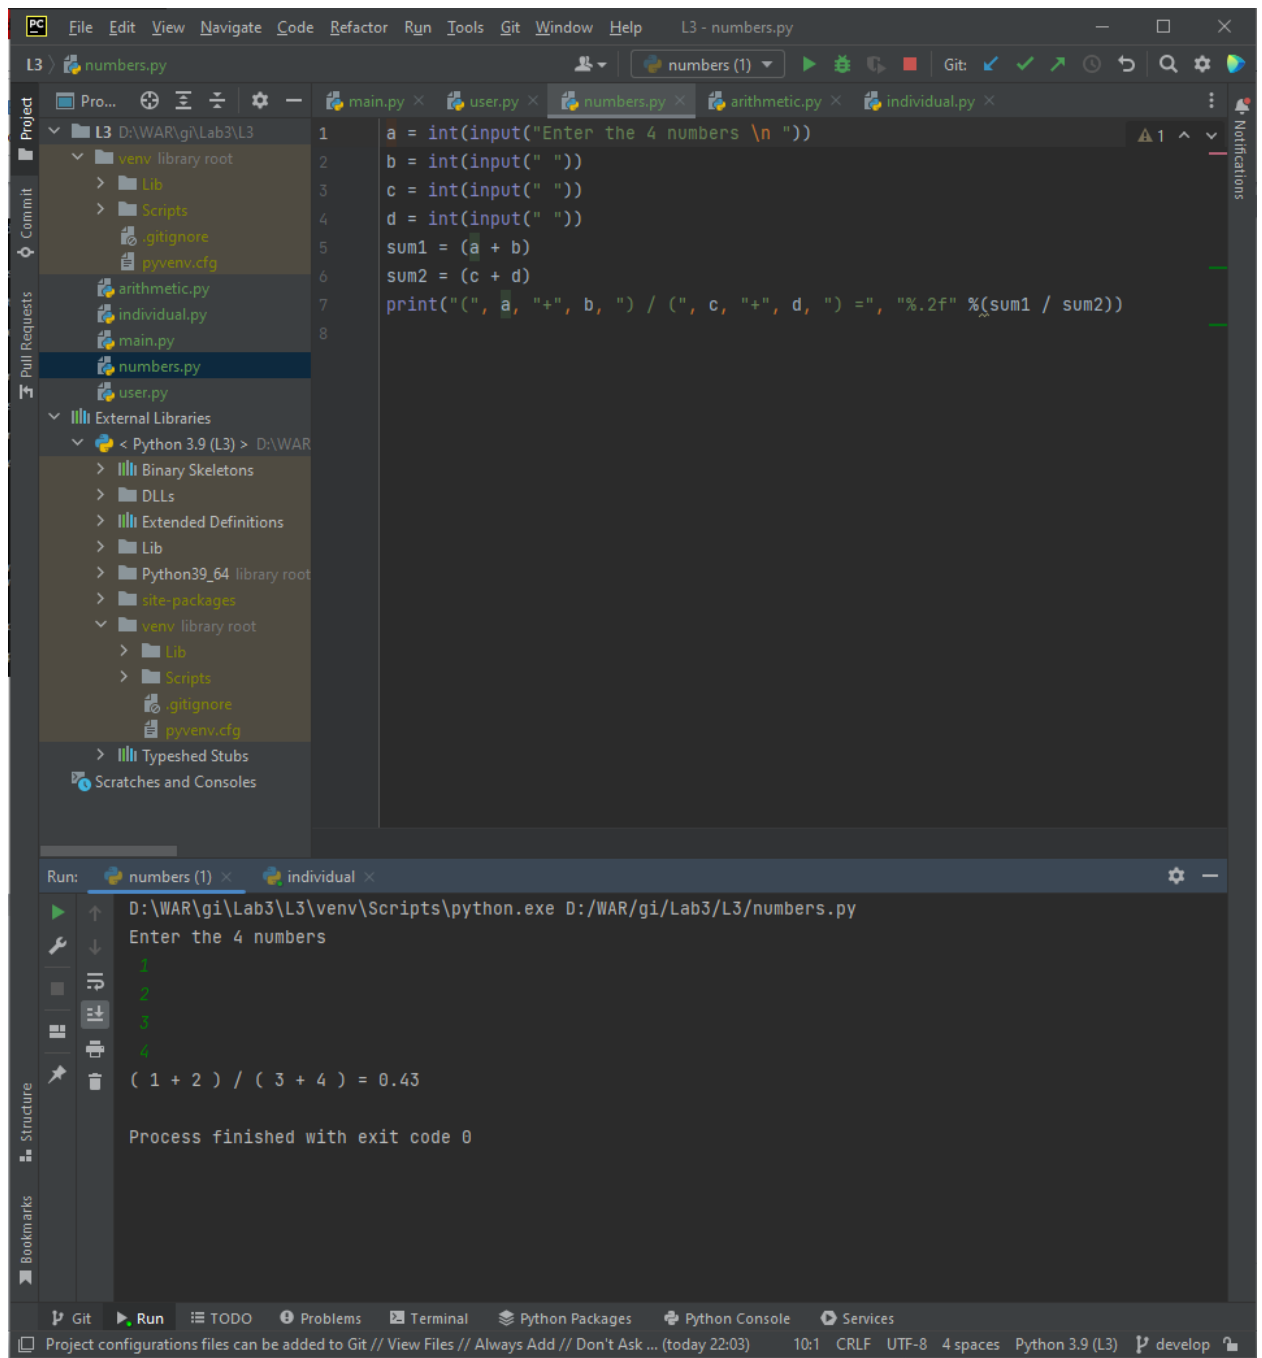 PC File Edit View Navigate Code Refactor Run Tools Git Window Help L3 - numbers.py
L3 numbers.py numbers (1) Git:
Project
Pro...
main.py user.py numbers.py arithmetic.py individual.py
L3 D:\WAR\gi\Lab3\L3
venv library root
Lib
Scripts
.gitignore
pyvenv.cfg
arithmetic.py
individual.py
main.py
numbers.py
user.py
External Libraries
< Python 3.9 (L3) > D:\WAR
Binary Skeletons
DLLs
Extended Definitions
Lib
Python39_64 library root
site-packages
venv library root
Lib
Scripts
.gitignore
pyvenv.cfg
Typeshed Stubs
Scratches and Consoles
Commit
Pull Requests
1 a = int(input("Enter the 4 numbers \n "))
2 b = int(input(" "))
3 c = int(input(" "))
4 d = int(input(" "))
5 sum1 = (a + b)
6 sum2 = (c + d)
7 print("(", a, "+", b, ") / (", c, "+", d, ") =", "%.2f" %(sum1 / sum2))
8
1
Notifications
Run: numbers (1) individual
D:\WAR\gi\Lab3\L3\venv\Scripts\python.exe D:/WAR/gi/Lab3/L3/numbers.py
Enter the 4 numbers
1
2
3
4
( 1 + 2 ) / ( 3 + 4 ) = 0.43
Process finished with exit code 0
Structure
Bookmarks
Git Run TODO Problems Terminal Python Packages Python Console Services
Project configurations files can be added to Git // View Files // Always Add // Don't Ask ... (today 22:03) 10:1 CRLF UTF-8 4 spaces Python 3.9 (L3) develop